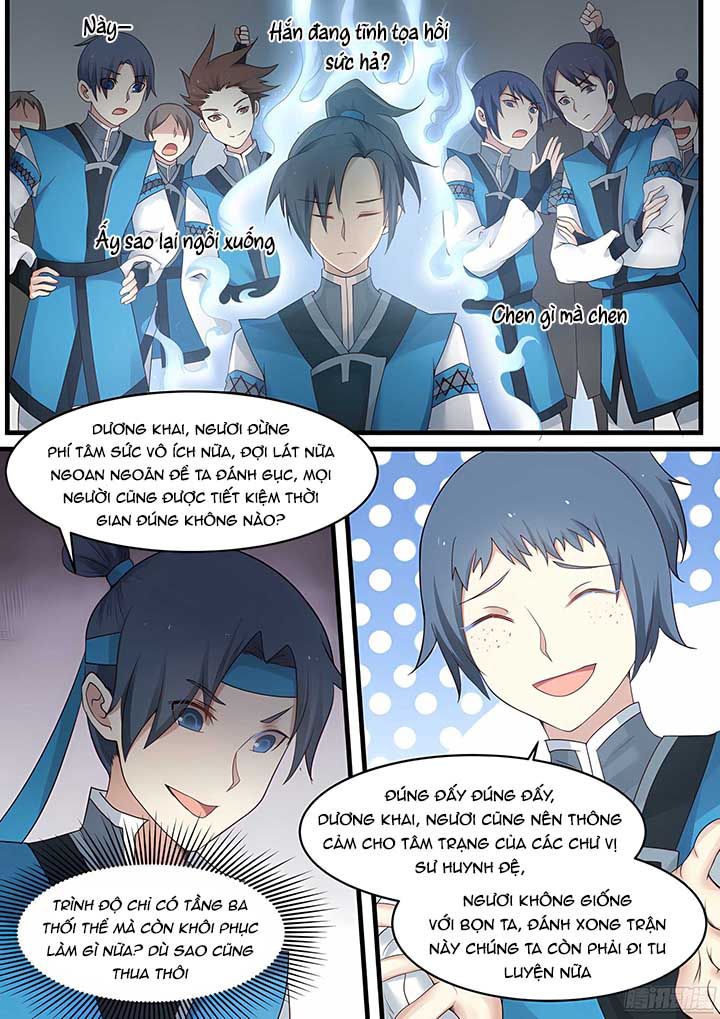 Này–
Hắn đang tĩnh tọa hồi
sức hả?
Ấy sao lại ngồi xuống
Chen gì mà chen
DƯƠNG KHAI, NGƯƠI ĐỪNG
PHÍ TÂM SỨC VÔ ÍCH NỮA, ĐỢI LÁT NỮA
NGOAN NGOÃN ĐỂ TA ĐÁNH GỤC, MỌI
NGƯỜI CŨNG ĐƯỢC TIẾT KIỆM THỜI
GIAN ĐÚNG KHÔNG NÀO?
ĐÚNG ĐẤY ĐÚNG ĐẤY,
DƯƠNG KHAI, NGƯƠI CŨNG NÊN THÔNG
CẢM CHO TÂM TRẠNG CỦA CÁC CHƯ VỊ
SƯ HUYNH ĐỆ,
TRÌNH ĐỘ CHỈ CÓ TẦNG BA
THỐI THỂ MÀ CÒN KHÔI PHỤC
LÀM GÌ NỮA? DÙ SAO CŨNG
THUA THÔI
NGƯƠI KHÔNG GIỐNG
VỚI BỌN TA, ĐÁNH XONG TRẬN
NÀY CHÚNG TA CÒN PHẢI ĐI TU
LUYỆN NỮA
腾讯动漫